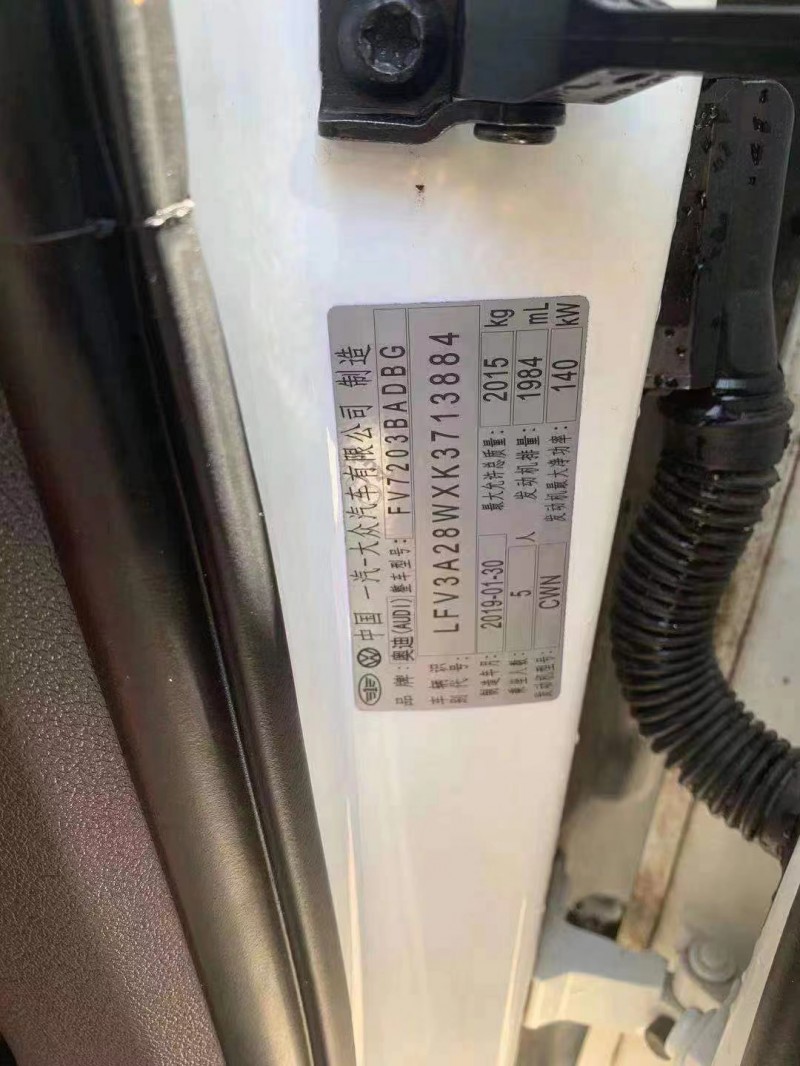 中国 一汽-大众汽车有限公司 制造
品牌:奥迪(AUDI) 整车型号: FV7203BADBG
车辆识别代号: LFV3A28WXK3713884
制造年月: 2019-01-30 最大允许总质量: 2015 kg
乘坐人数: 5 人 发动机排量: 1984 mL
发动机型号: CWN 发动机最大净功率: 140 kW